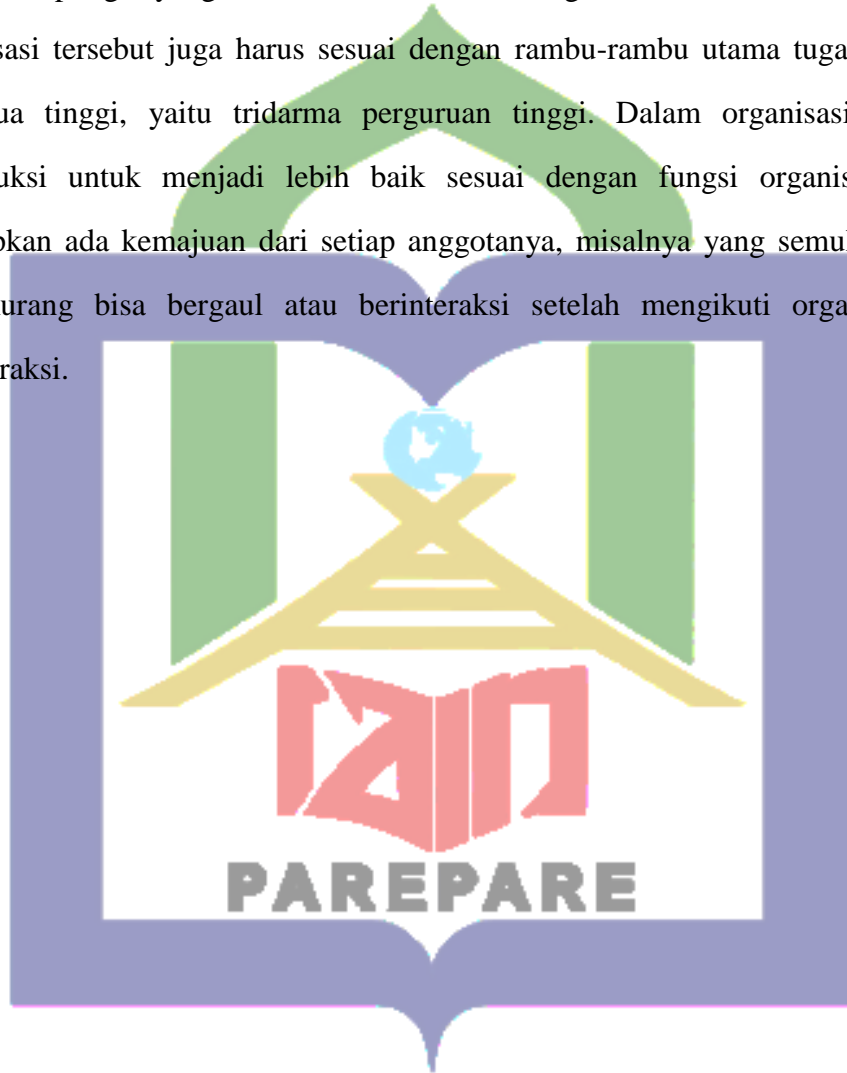 isasi tersebut juga harus sesuai dengan rambu-rambu utama tuga
ua tinggi, yaitu tridarma perguruan tinggi. Dalam organisasi
uksi untuk menjadi lebih baik sesuai dengan fungsi organis
pkan ada kemajuan dari setiap anggotanya, misalnya yang semul
urang bisa bergaul atau berinteraksi setelah mengikuti orga
raksi.
iain
PAREPARE